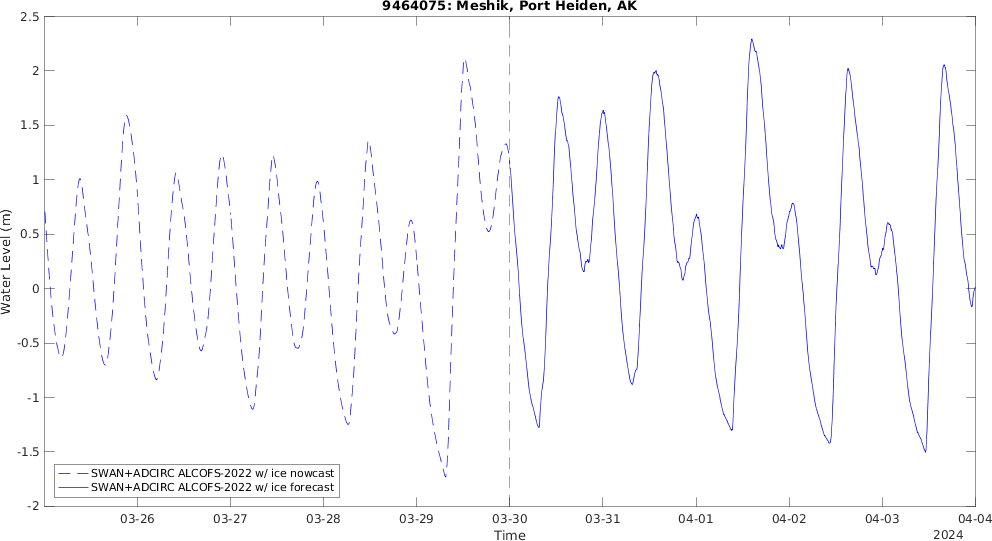 9464075: Meshik, Port Heiden, AK
2.5
2
1.5
1
0.5
0
-0.5
-1
-1.5
-2
Water Level (m)
SWAN+ADCIRC ALCOFS-2022 w/ ice nowcast
SWAN+ADCIRC ALCOFS-2022 w/ ice forecast
03-26 03-27 03-28 03-29 03-30 03-31 04-01 04-02 04-03 04-04
Time
2024